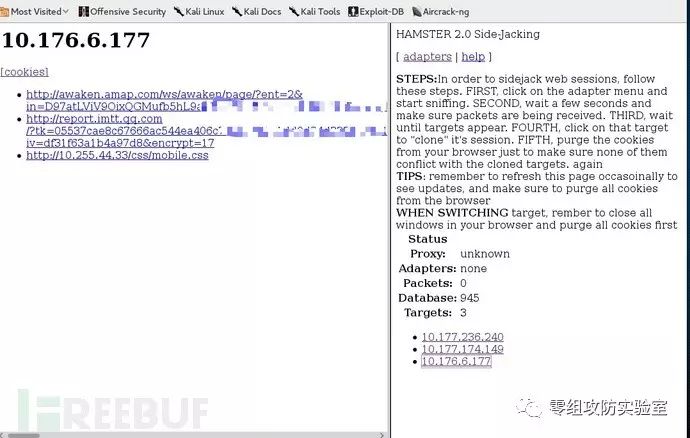 Most Visited Offensive Security Kali Linux Kali Docs Kali Tools Exploit-DB Aircrack-ng
10.176.6.177
[cookies]
http://awaken.amap.com/ws/awaken/page/?ent=2&
in=D97atLViV9OixQGMufb5hL9a
http://report.imtt.qq.com
/?tk=05537cae8c67666ac544ea406c
iv=df31f63a1b4a97d8&encrypt=17
http://10.255.44.33/css/mobile.css
HAMSTER 2.0 Side-Jacking
[ adapters | help ]
STEPS:In order to sidejack web sessions, follow
these steps. FIRST, click on the adapter menu and
start sniffing. SECOND, wait a few seconds and
make sure packets are being received. THIRD, wait
until targets appear. FOURTH, click on that target
to "clone" it's session. FIFTH, purge the cookies
from your browser just to make sure none of them
conflict with the cloned targets. again
TIPS: remember to refresh this page occasoinally to
see updates, and make sure to purge all cookies
from the browser
WHEN SWITCHING target, rember to close all
windows in your browser and purge all cookies first
Status
Proxy: unknown
Adapters: none
Packets: 0
Database: 945
Targets: 3
10.177.236.240
10.177.174.149
10.176.6.177
FREEBUF
零组攻防实验室